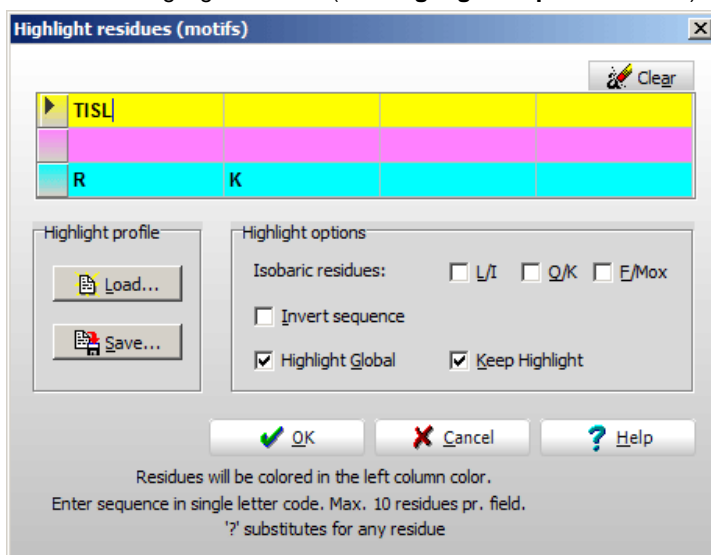 Highlight residues (motifs)
Clear
TISL
R K
Highlight profile
Load...
Save...
Highlight options
Isobaric residues: L/I Q/K F/Mox
Invert sequence
Highlight Global Keep Highlight
OK Cancel Help
Residues will be colored in the left column color.
Enter sequence in single letter code. Max. 10 residues pr. field.
'?' substitutes for any residue